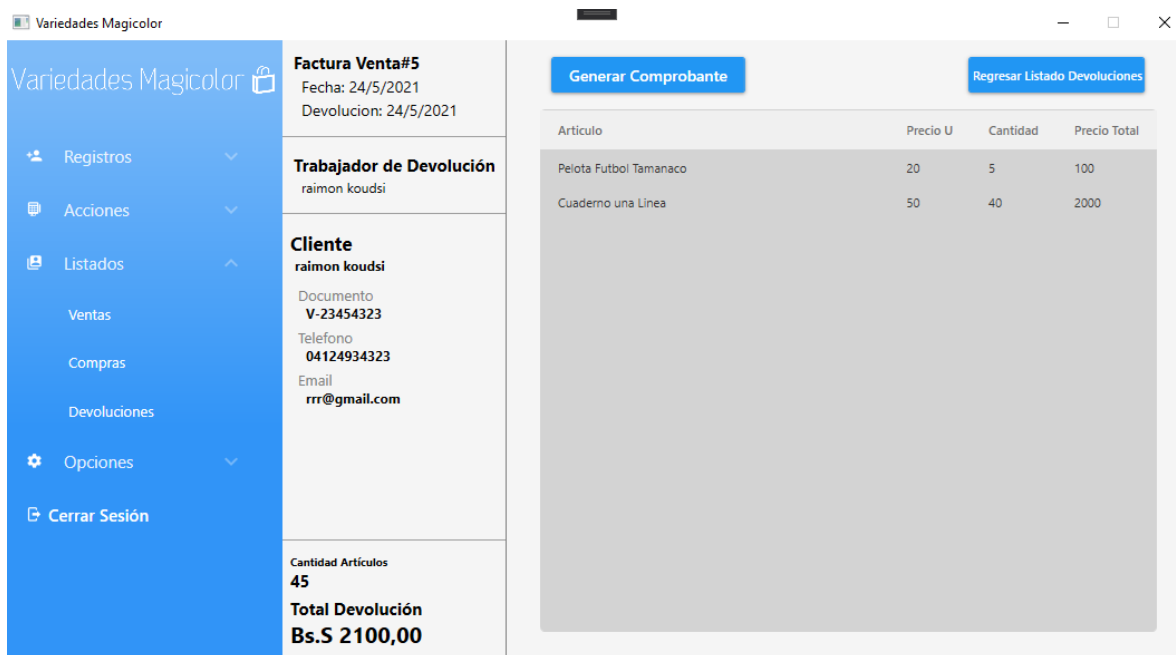 Variedades Magicolor
Variedades Magicolor
Registros
Acciones
Listados
Ventas
Compras
Devoluciones
Opciones
Cerrar Sesión
Factura Venta#5
Fecha: 24/5/2021
Devolucion: 24/5/2021
Trabajador de Devolución
raimon koudsi
Cliente
raimon koudsi
Documento
V-23454323
Telefono
04124934323
Email
rrr@gmail.com
Cantidad Artículos
45
Total Devolución
Bs.S 2100,00
Generar Comprobante
Regresar Listado Devoluciones
Articulo Precio U Cantidad Precio Total
Pelota Futbol Tamanaco 20 5 100
Cuaderno una Linea 50 40 2000